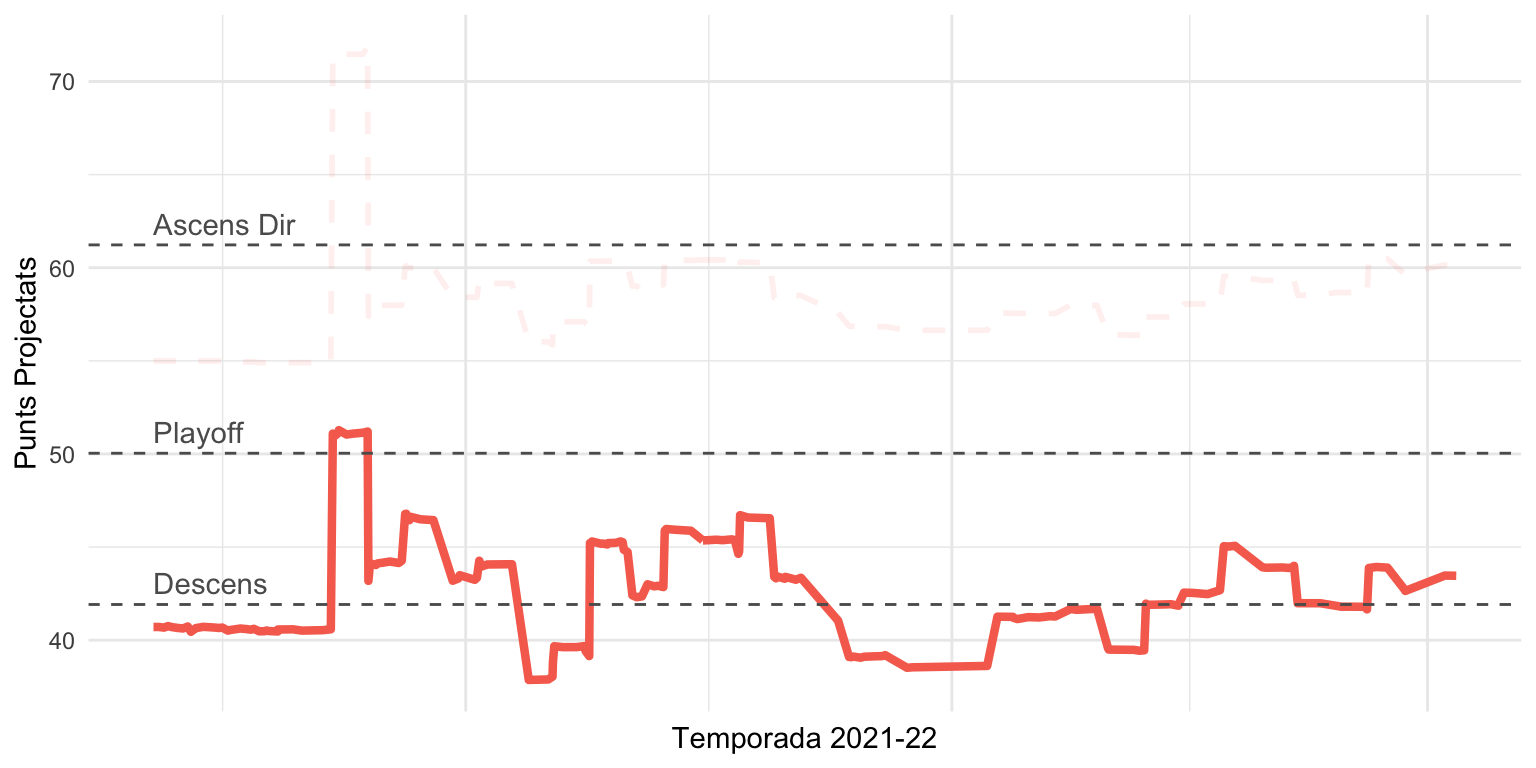 70
Ascens Dir
60
Playoff
50
Descens
40
Punts Projectats
Temporada 2021-22